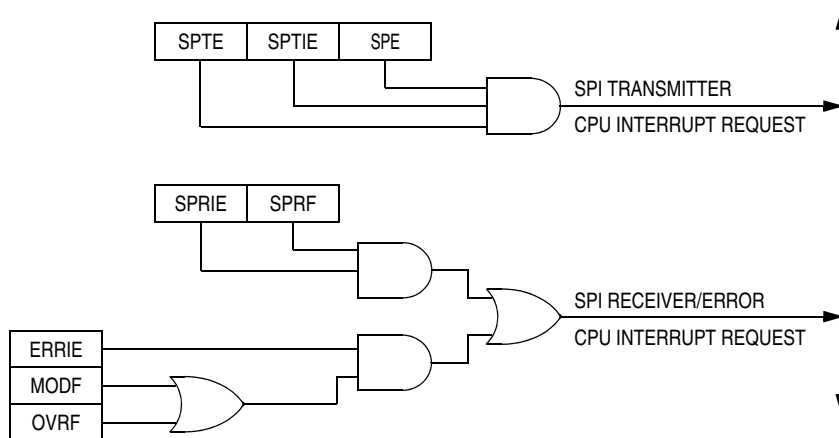 SPTE SPTIE SPE
SPI TRANSMITTER
CPU INTERRUPT REQUEST
SPRIE SPRF
SPI RECEIVER/ERROR
CPU INTERRUPT REQUEST
ERRIE
MODF
OVRF